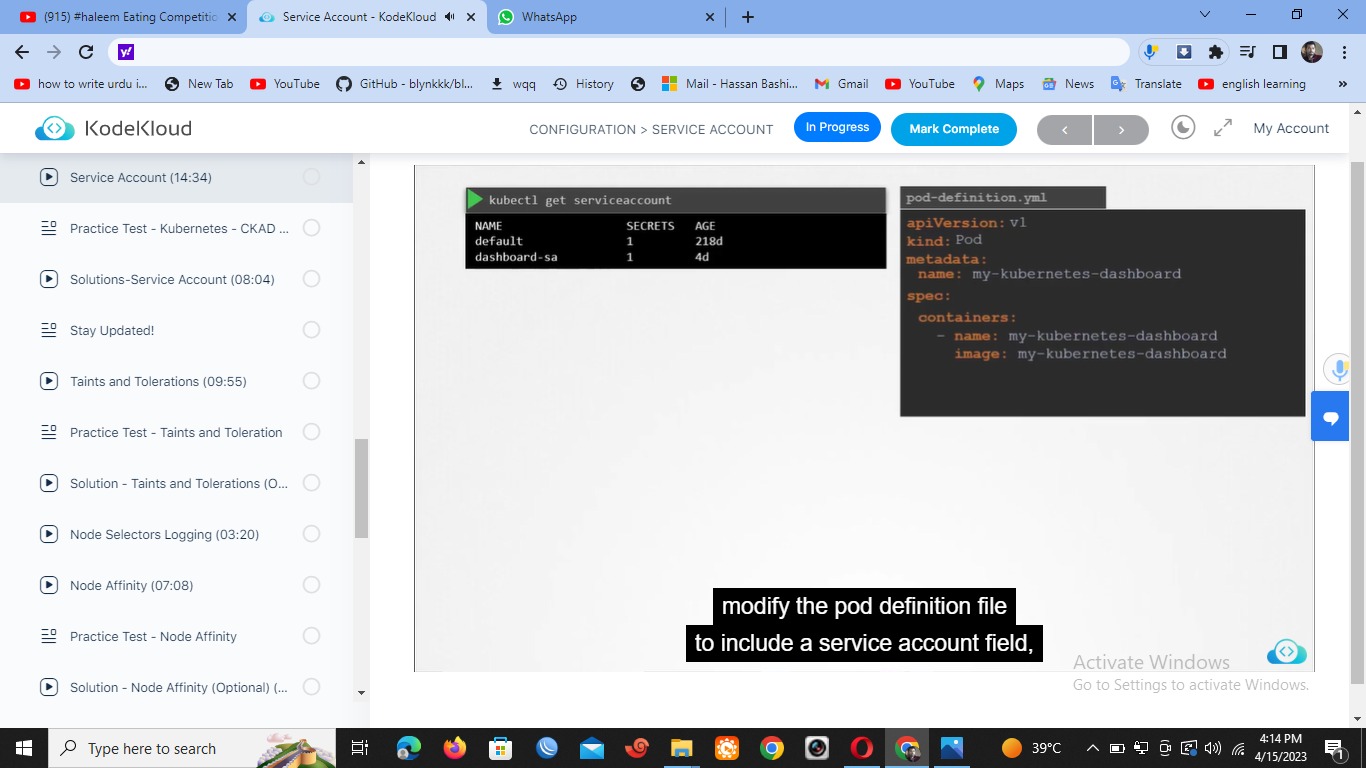 (915) #haleem Eating Competitio
Service Account - KodeKloud
WhatsApp
y!
how to write urdu i...
New Tab
YouTube
GitHub - blynkkk/bl...
wqq
History
Mail - Hassan Bashi...
Gmail
YouTube
Maps
News
Translate
english learning
»
KodeKloud
CONFIGURATION > SERVICE ACCOUNT
In Progress
Mark Complete
My Account
Service Account (14:34)
Practice Test - Kubernetes - CKAD ...
Solutions-Service Account (08:04)
Stay Updated!
Taints and Tolerations (09:55)
Practice Test - Taints and Toleration
Solution - Taints and Tolerations (O...
Node Selectors Logging (03:20)
Node Affinity (07:08)
Practice Test - Node Affinity
Solution - Node Affinity (Optional) (...
kubectl get serviceaccount
NAME SECRETS AGE
default 1 218d
dashboard-sa 1 4d
pod-definition.yml
apiVersion: v1
kind: Pod
metadata:
name: my-kubernetes-dashboard
spec:
containers:
- name: my-kubernetes-dashboard
image: my-kubernetes-dashboard
modify the pod definition file
to include a service account field,
Activate Windows
Go to Settings to activate Windows.
Type here to search
39°C
4:14 PM
4/15/2023
1